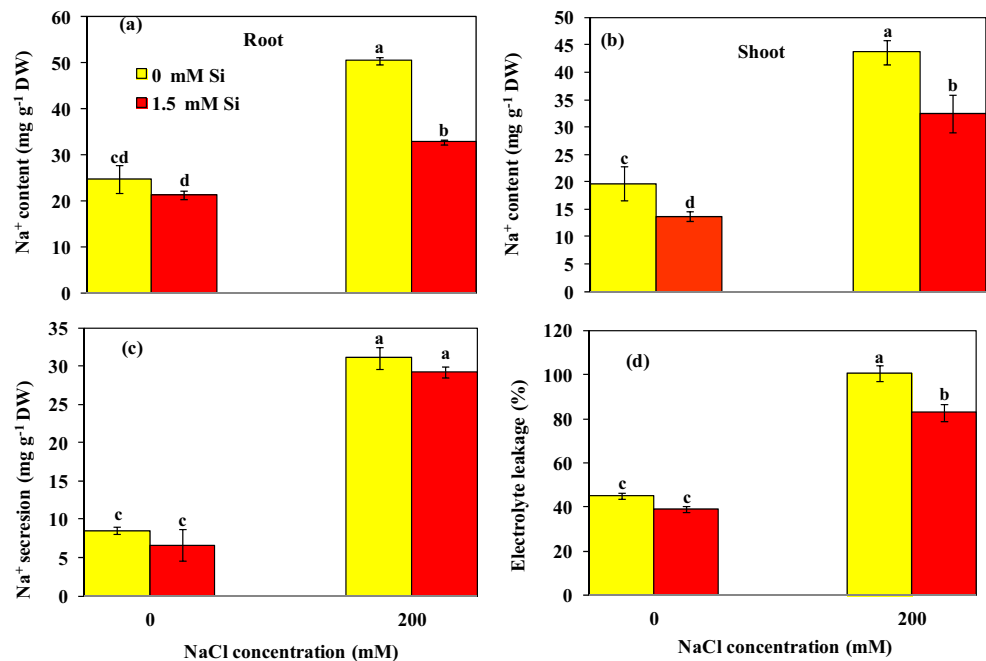 (a)
Root
0 mM Si
1.5 mM Si
Na⁺ content (mg g⁻¹ DW)
60
50
40
30
20
10
0
cd
d
a
b
(b)
Shoot
Na⁺ content (mg g⁻¹ DW)
50
45
40
35
30
25
20
15
10
5
0
c
d
a
b
(c)
Na⁺ secresion (mg g⁻¹ DW)
35
30
25
20
15
10
5
0
c
c
a
a
0
200
NaCl concentration (mM)
(d)
Electrolyte leakage (%)
120
100
80
60
40
20
0
c
c
a
b
0
200
NaCl concentration (mM)